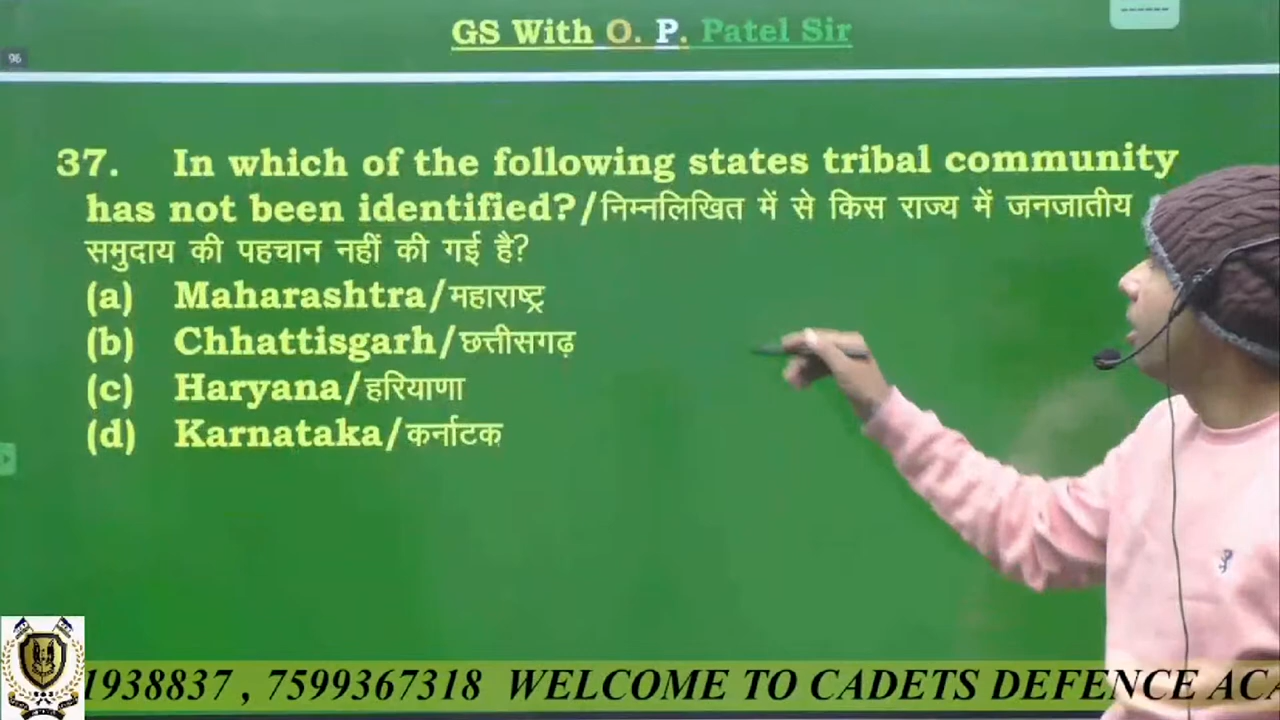 GS With O. P. Patel Sir
96
37. In which of the following states tribal community
has not been identified?/निम्नलिखित में से किस राज्य में जनजातीय
समुदाय की पहचान नहीं की गई है?
(a) Maharashtra/महाराष्ट्र
(b) Chhattisgarh/छत्तीसगढ़
(c) Haryana/हरियाणा
(d) Karnataka/कर्नाटक
1938837 , 7599367318 WELCOME TO CADETS DEFENCE ACA